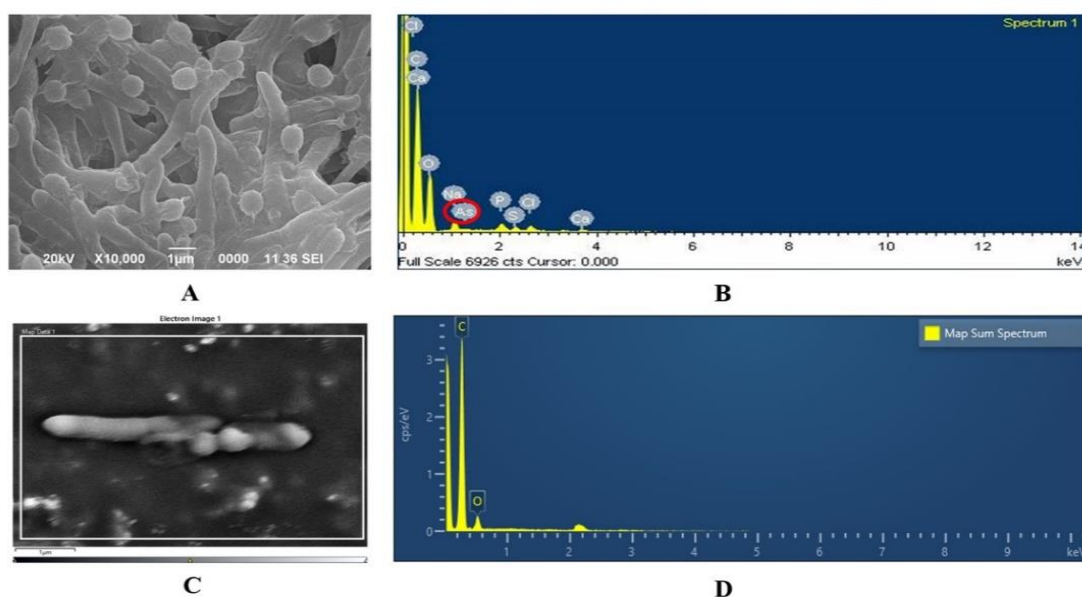 Spectrum 1
Cl
C
Ca
O
Na
As
P
S
Cl
Ca
0 2 4 6 8 10 12 14
Full Scale 6926 cts Cursor: 0.000 keV
20kV X10,000 1µm 0000 11 36 SEI
A
B
Electron Image 1
Map Data 1
1µm
C
Map Sum Spectrum
C
O
cps/eV
3
2
1
0
1 2 3 4 5 6 7 8 9 keV
D